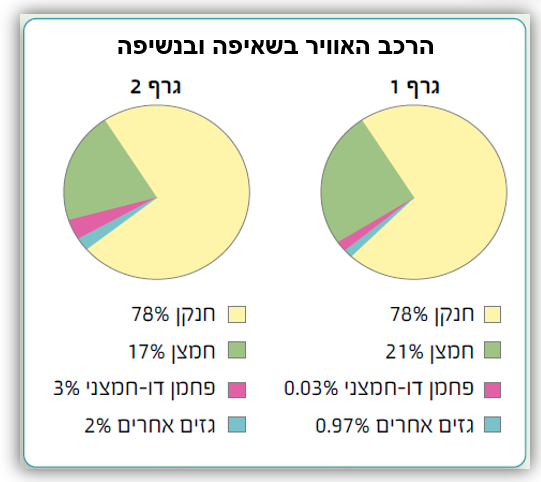 הרכב האוויר בשאיפה ובנשיפה
גרף 1
חנקן 78%
חמצן 21%
פחמן דו-חמצני 0.03%
גזים אחרים 0.97%
גרף 2
חנקן 78%
חמצן 17%
פחמן דו-חמצני 3%
גזים אחרים 2%